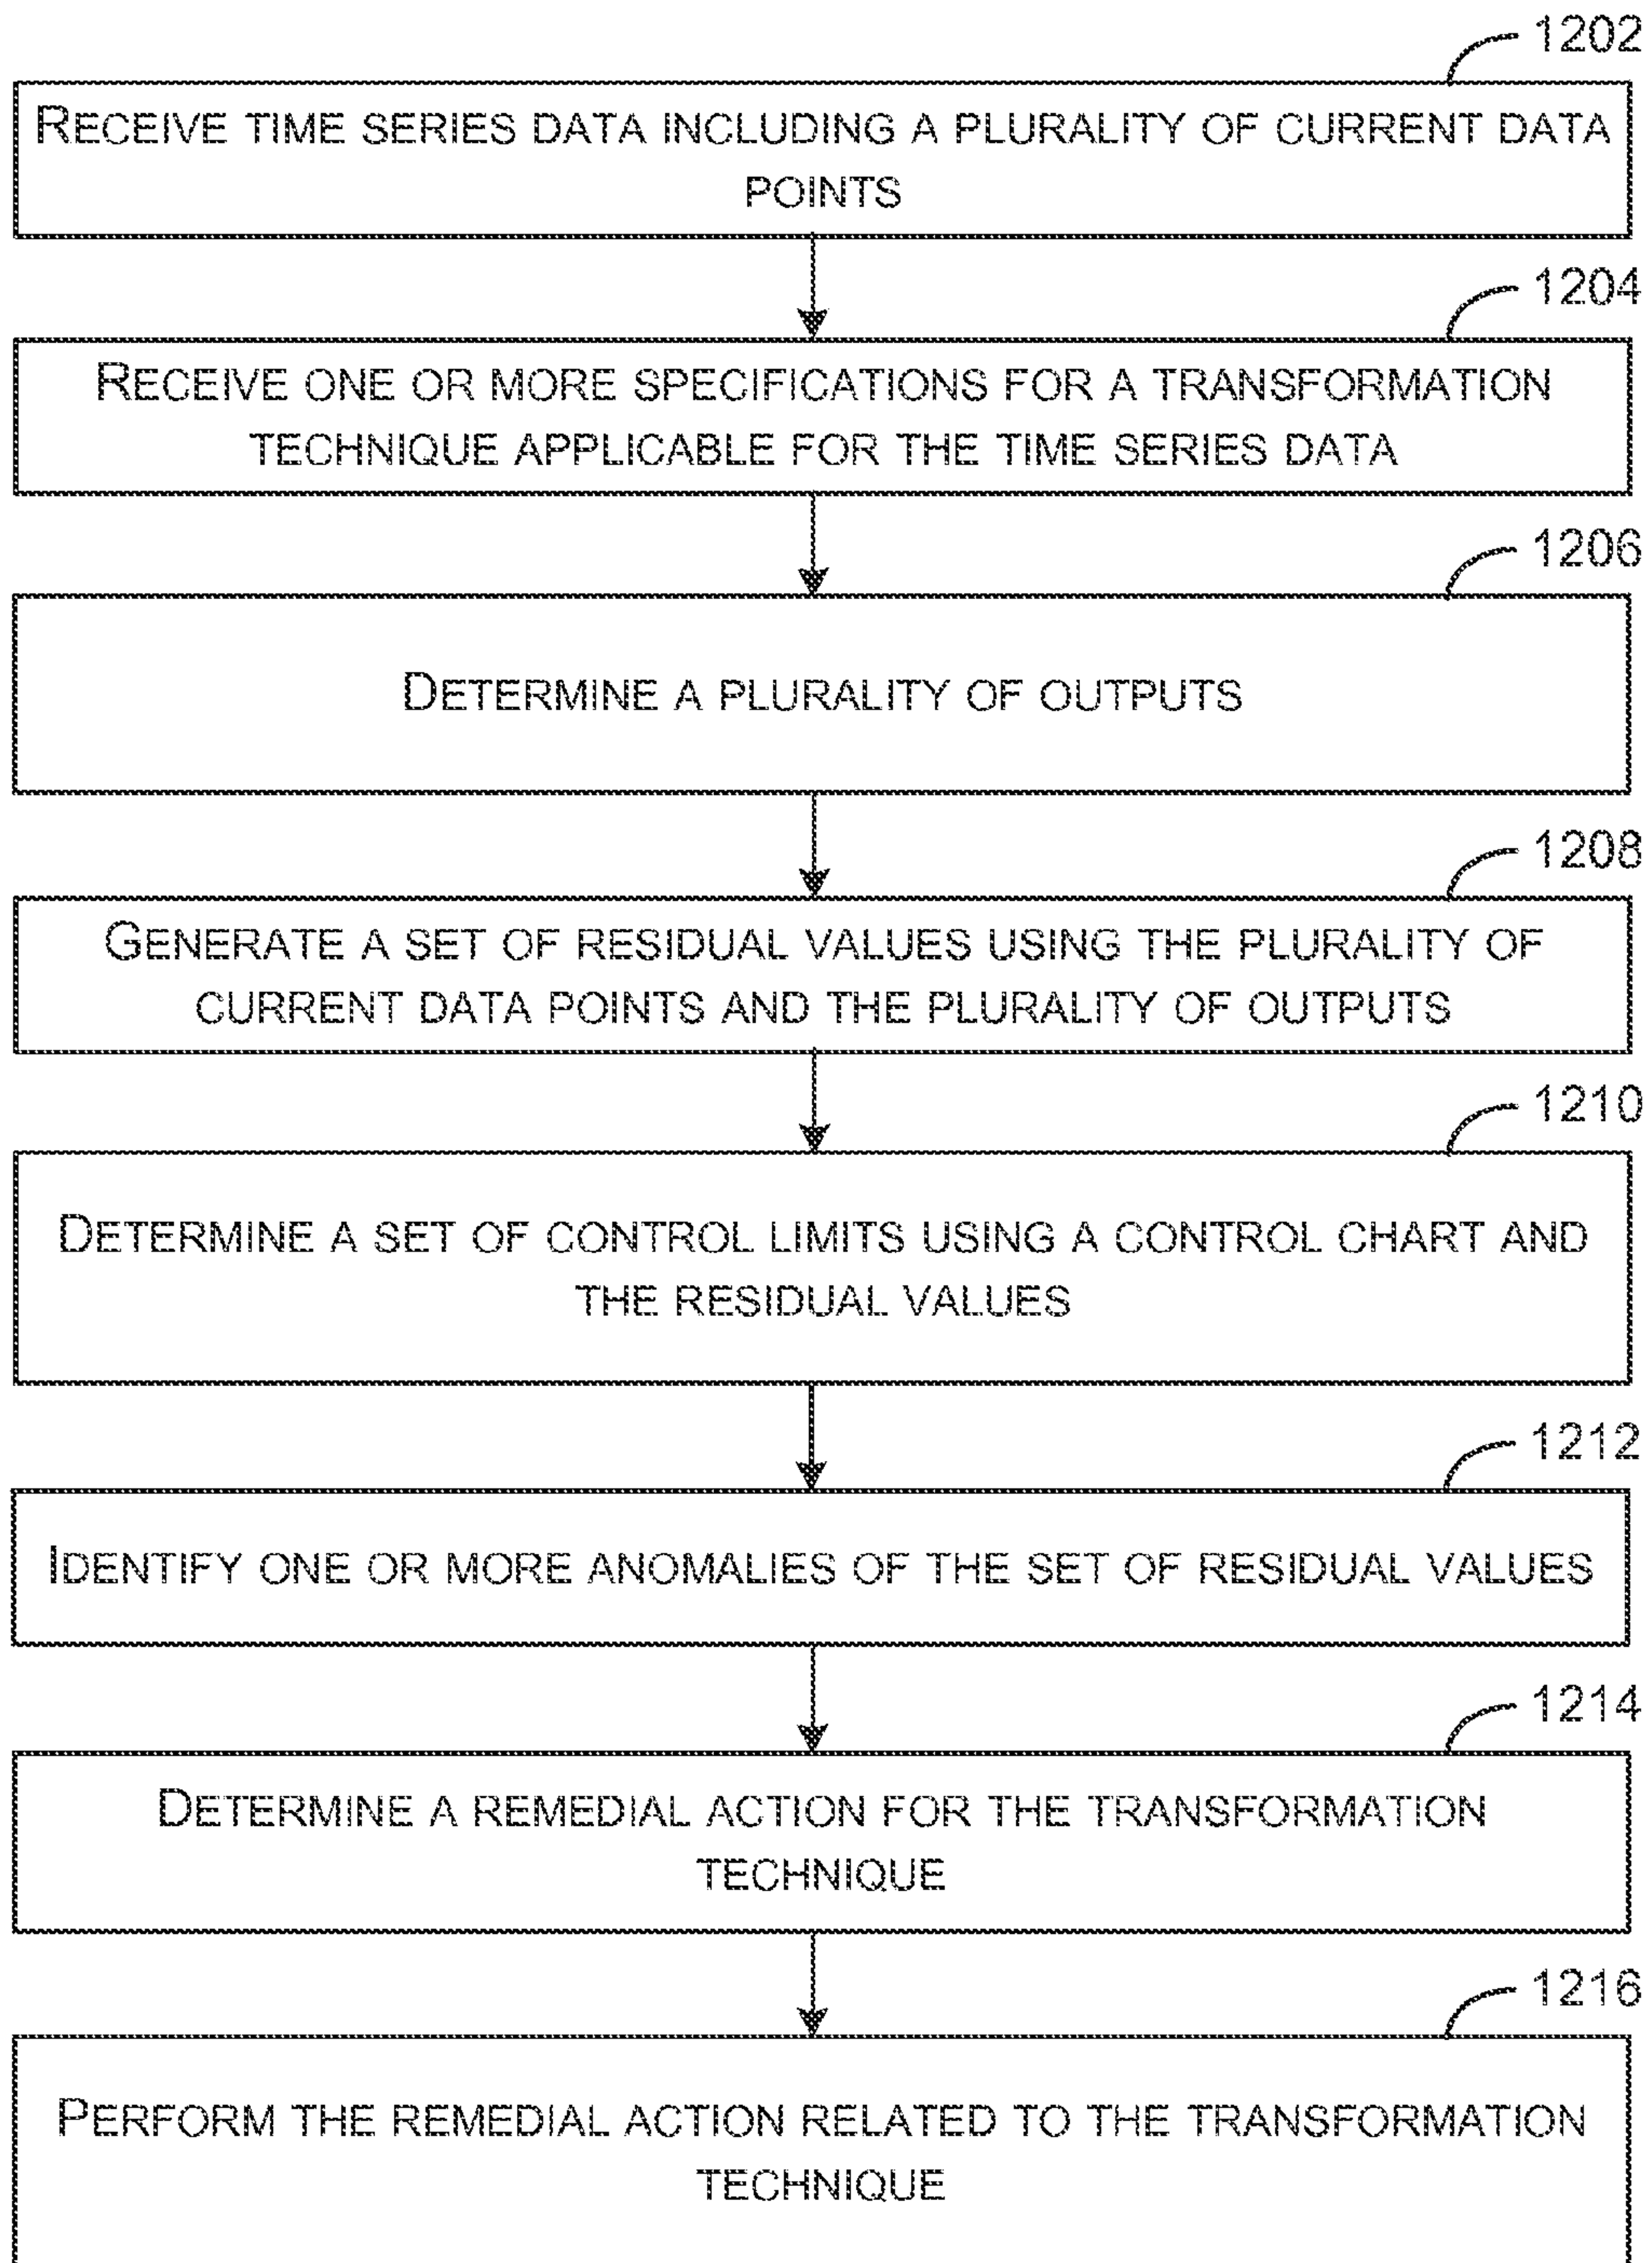 1202
RECEIVE TIME SERIES DATA INCLUDING A PLURALITY OF CURRENT DATA
POINTS
1204
RECEIVE ONE OR MORE SPECIFICATIONS FOR A TRANSFORMATION
TECHNIQUE APPLICABLE FOR THE TIME SERIES DATA
1206
DETERMINE A PLURALITY OF OUTPUTS
1208
GENERATE A SET OF RESIDUAL VALUES USING THE PLURALITY OF
CURRENT DATA POINTS AND THE PLURALITY OF OUTPUTS
1210
DETERMINE A SET OF CONTROL LIMITS USING A CONTROL CHART AND
THE RESIDUAL VALUES
1212
IDENTIFY ONE OR MORE ANOMALIES OF THE SET OF RESIDUAL VALUES
1214
DETERMINE A REMEDIAL ACTION FOR THE TRANSFORMATION
TECHNIQUE
1216
PERFORM THE REMEDIAL ACTION RELATED TO THE TRANSFORMATION
TECHNIQUE